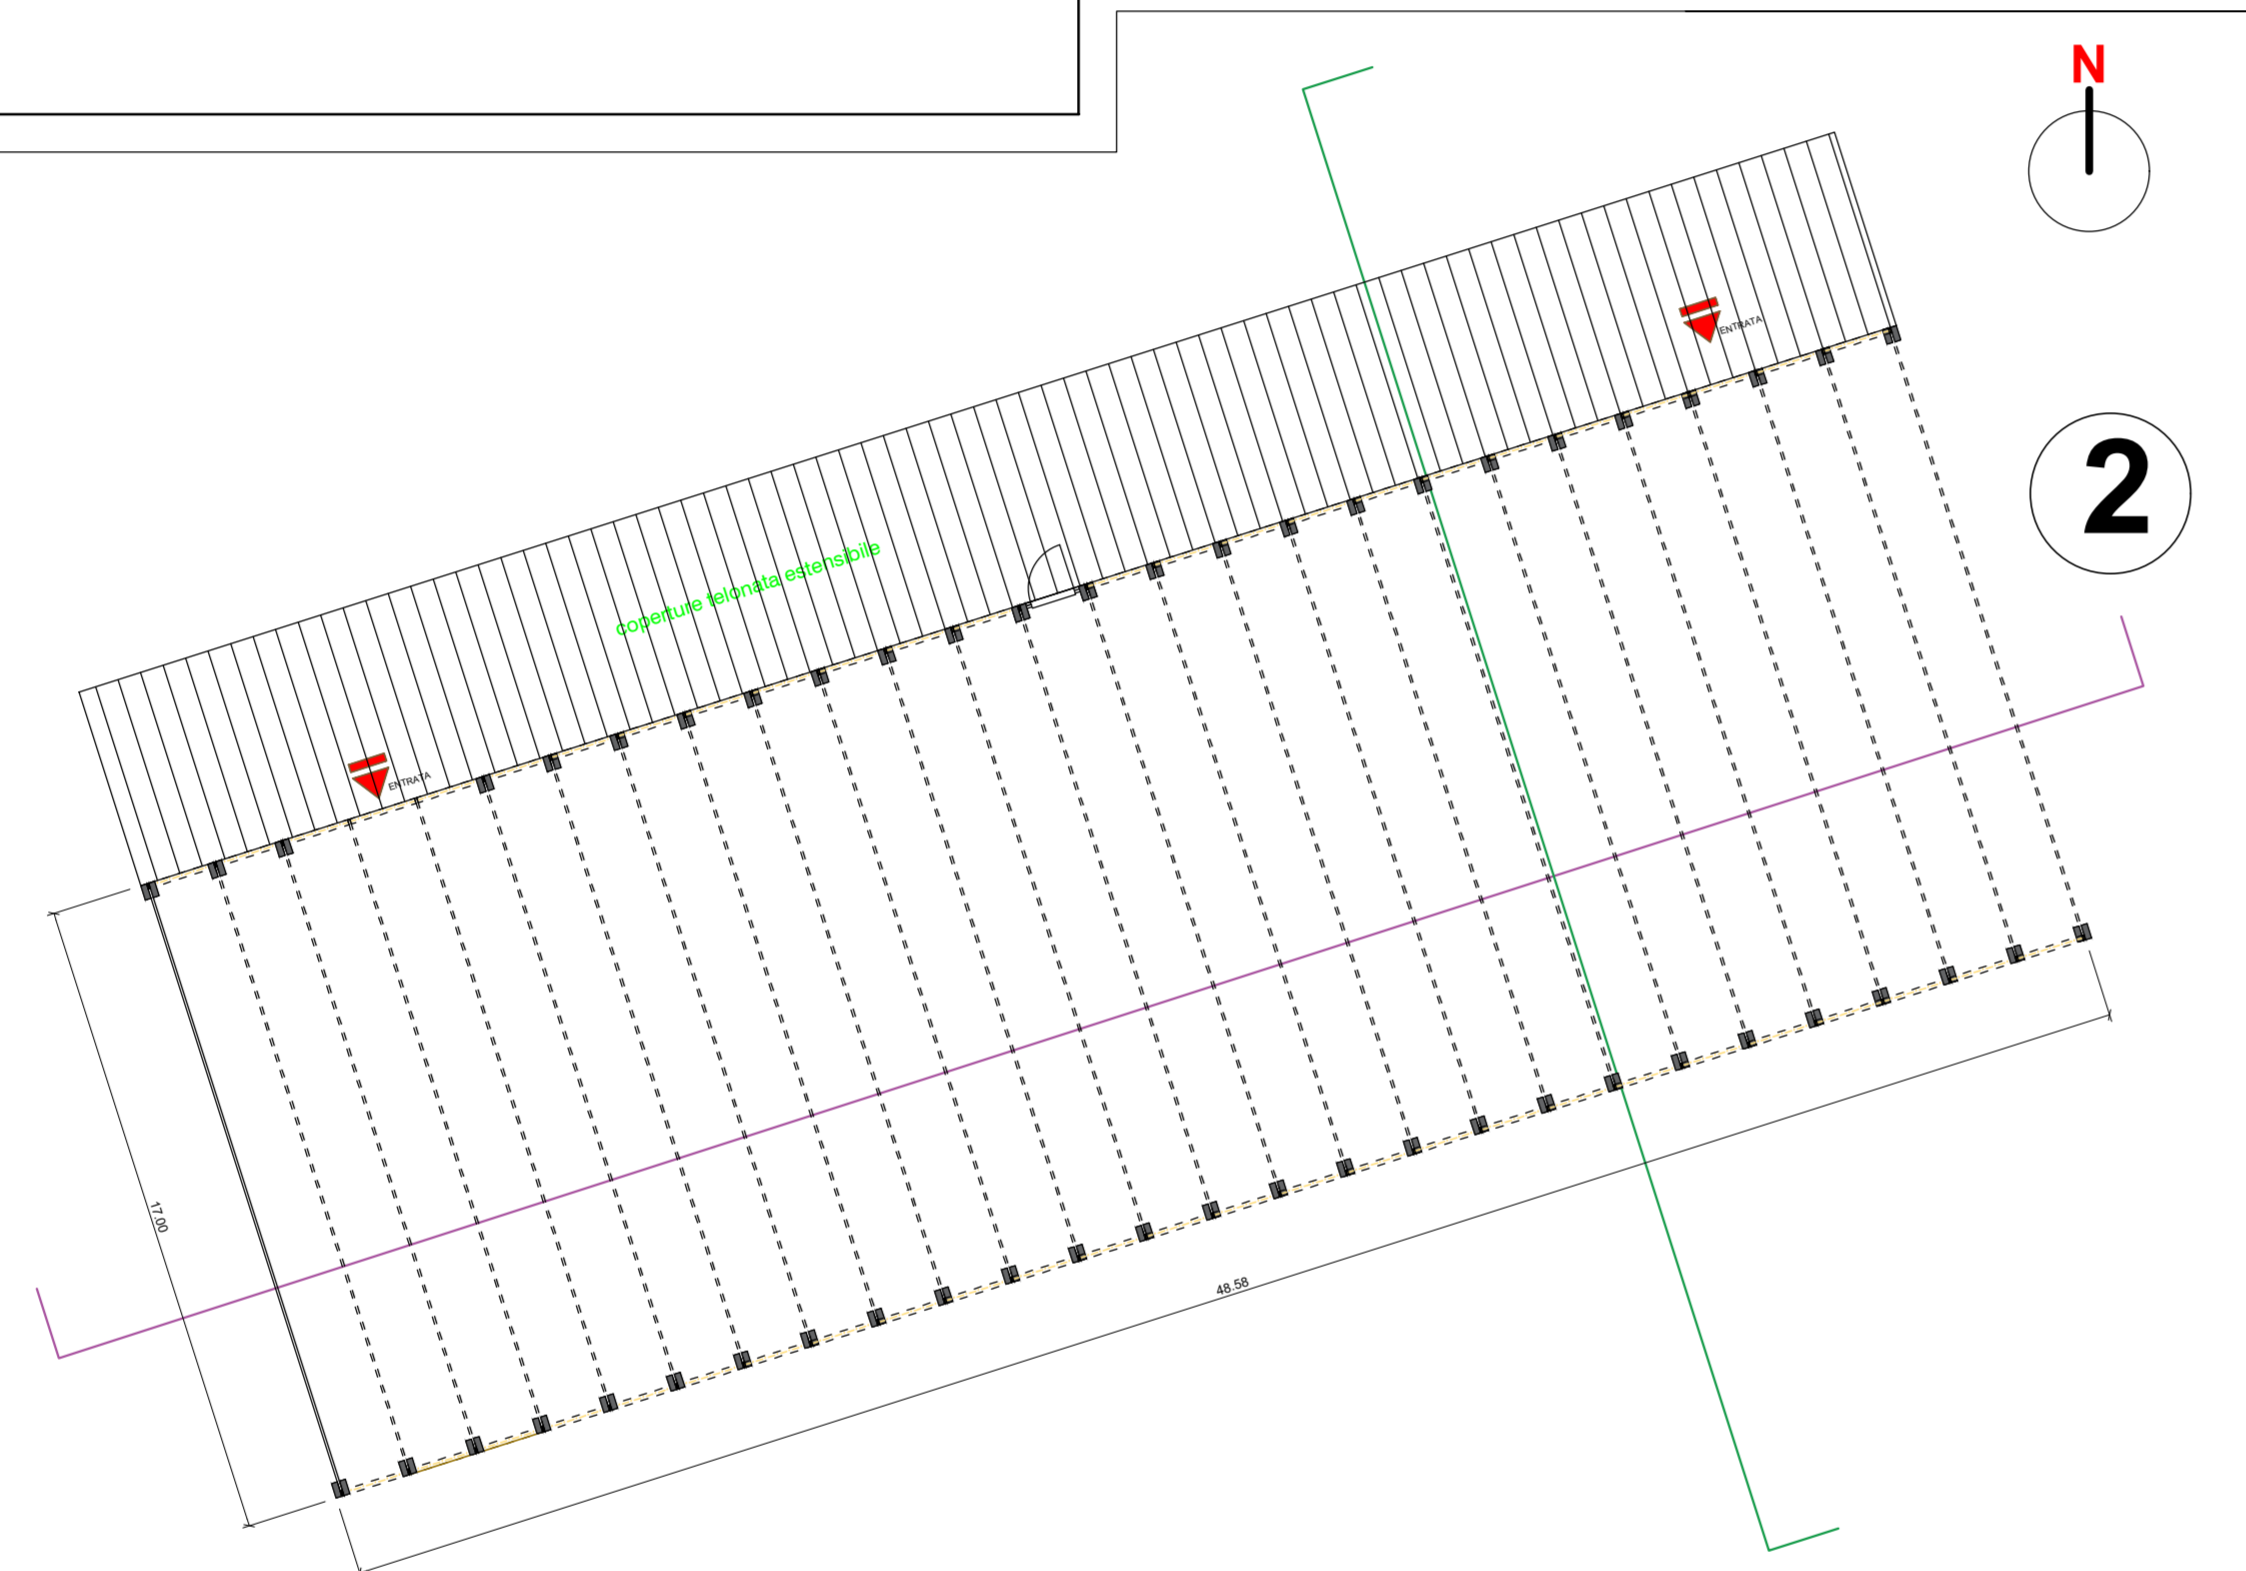 N
ENTRATA
2
coperture telonata estensibile
ENTRATA
17.00
48.58